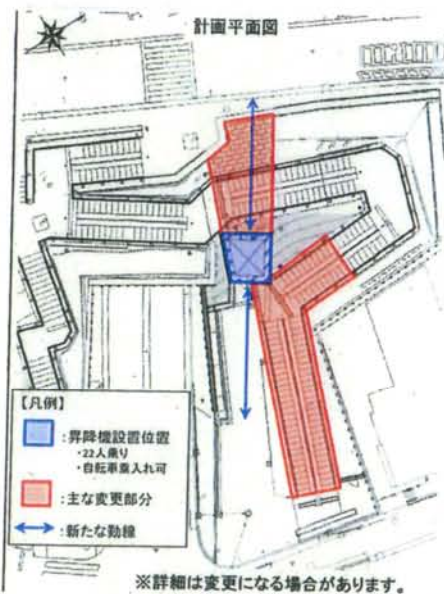 計画平面図
【凡例】
：昇降機設置位置
・22人乗り
・自転車乗入れ可
：主な変更部分
：新たな動線
※詳細は変更になる場合があります。